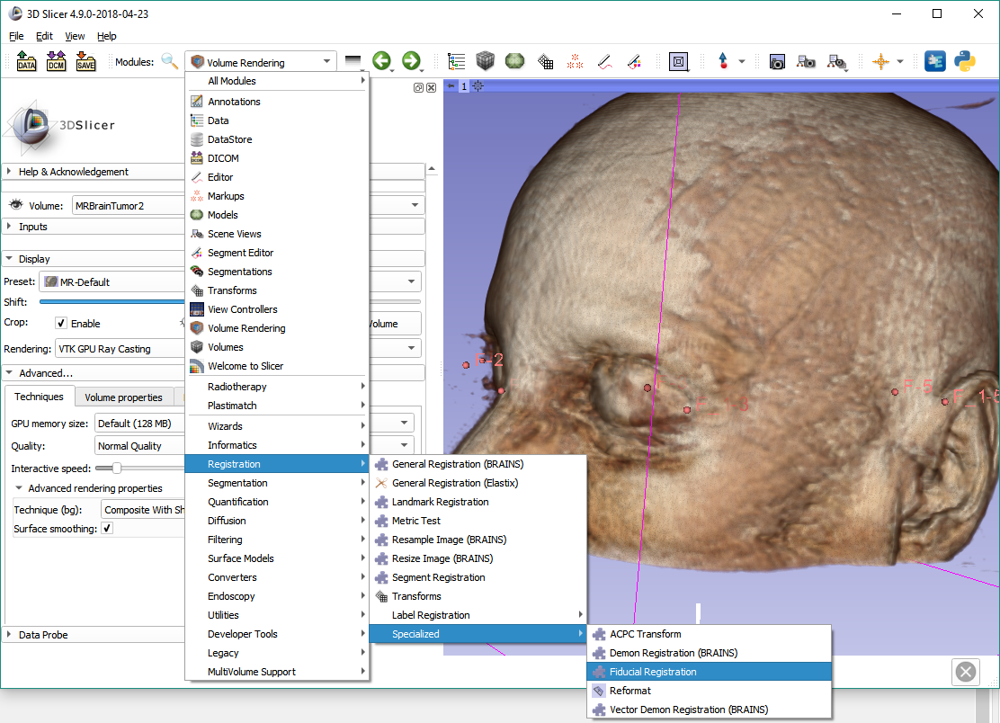 3D Slicer 4.9.0-2018-04-23
File Edit View Help
DATA DCM SAVE Modules: Volume Rendering
1
3DSlicer
Help & Acknowledgement
Volume: MRBrainTumor2
Inputs
Display
Preset: MR-Default
Shift:
Crop: Enable olume
Rendering: VTK GPU Ray Casting
Advanced...
Techniques Volume properties
GPU memory size: Default (128 MB)
Quality: Normal Quality
Interactive speed:
Advanced rendering properties
Technique (bg): Composite With Sh
Surface smoothing:
Data Probe
All Modules
Annotations
Data
DataStore
DICOM
Editor
Markups
Models
Scene Views
Segment Editor
Segmentations
Transforms
View Controllers
Volume Rendering
Volumes
Welcome to Slicer
Radiotherapy
Plastimatch
Wizards
Informatics
Registration
Segmentation
Quantification
Diffusion
Filtering
Surface Models
Converters
Endoscopy
Utilities
Developer Tools
Legacy
MultiVolume Support
General Registration (BRAINS)
General Registration (Elastix)
Landmark Registration
Metric Test
Resample Image (BRAINS)
Resize Image (BRAINS)
Segment Registration
Transforms
Label Registration
Specialized
ACPC Transform
Demon Registration (BRAINS)
Fiducial Registration
Reformat
Vector Demon Registration (BRAINS)
F-2
F_5